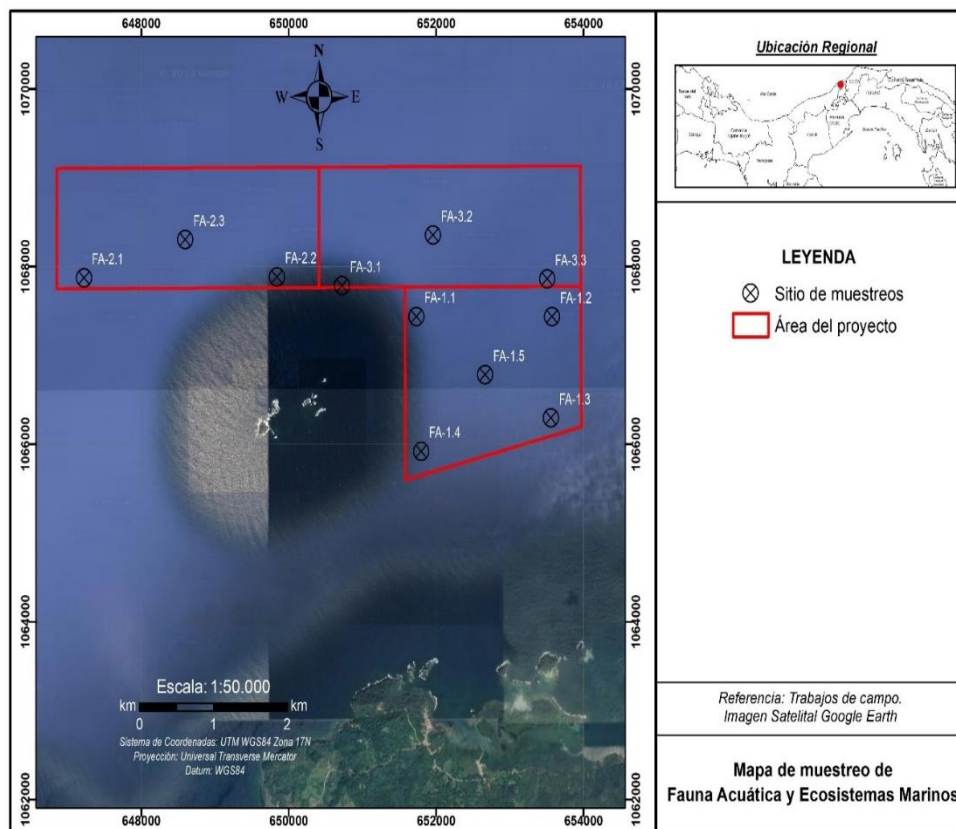 648000 650000 652000 654000
1070000
1068000
1066000
1064000
1062000
N
W E
S
FA-2.1
FA-2.3
FA-2.2
FA-3.1
FA-3.2
FA-3.3
FA-1.1
FA-1.2
FA-1.5
FA-1.3
FA-1.4
Escala: 1:50.000
km km
0 1 2
Sistema de Coordenadas: UTM WGS84 Zona 17N
Proyección: Universal Transverse Mercator
Datum: WGS84
648000 650000 652000 654000
1070000
1068000
1066000
1064000
1062000
Ubicación Regional
LEYENDA
Sitio de muestreos
Área del proyecto
Referencia: Trabajos de campo.
Imagen Satelital Google Earth
Mapa de muestreo de
Fauna Acuática y Ecosistemas Marinos